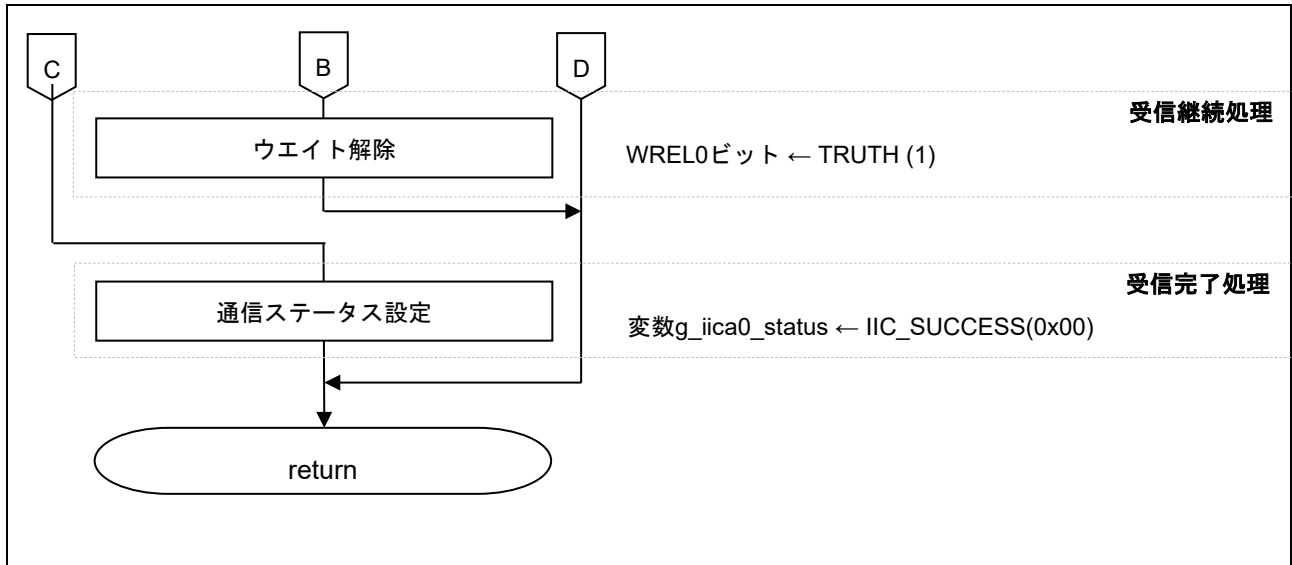 C
B
D
受信継続処理
ウエイト解除
WREL0ビット ← TRUTH (1)
受信完了処理
通信ステータス設定
変数g_iica0_status ← IIC_SUCCESS(0x00)
return